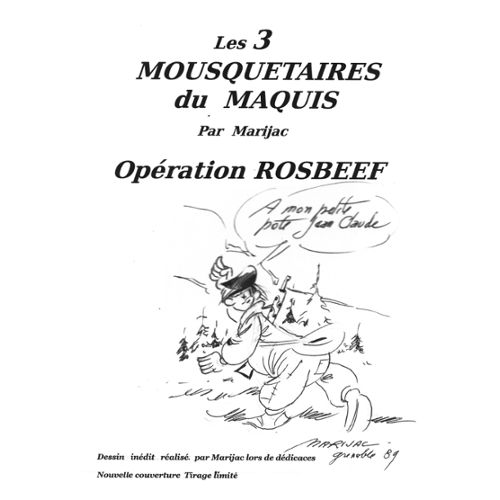 Les 3
MOUSQUETAIRES
du MAQUIS
Par Marijac
Opération ROSBEEF
A mon petite
pote Jean Claude
MARIJAC
grenoble 89
Dessin inédit réalisé. par Marijac lors de dédicaces
Nouvelle couverture Tirage limité